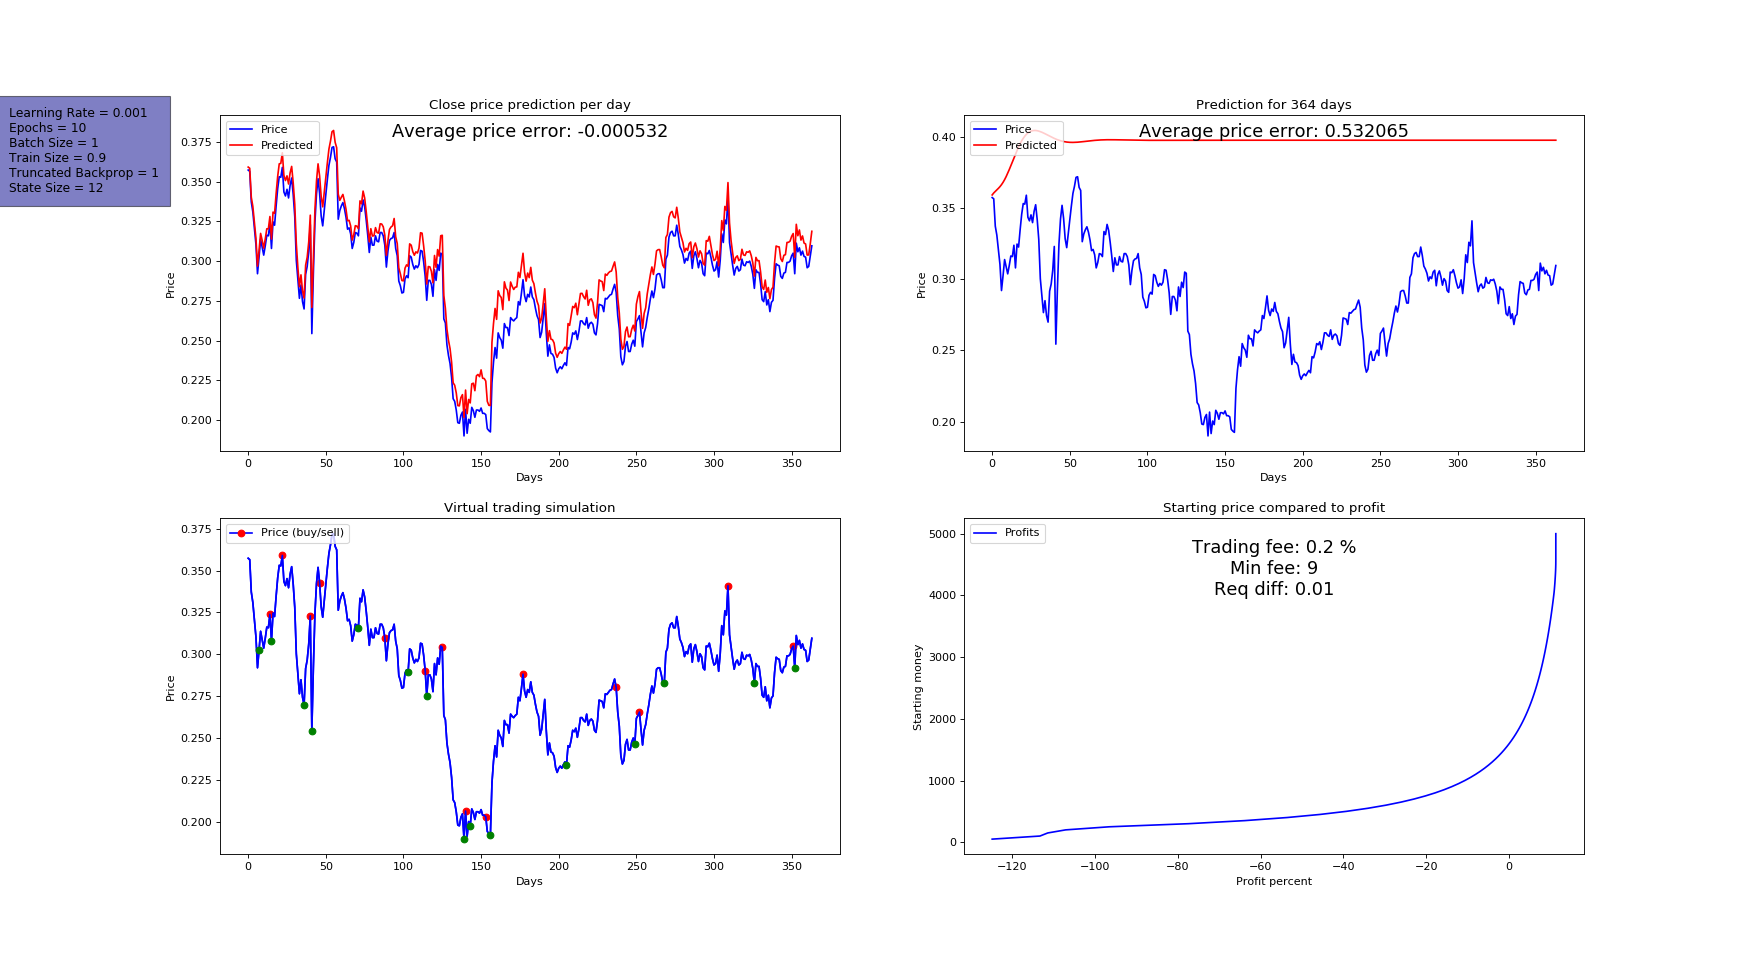 Learning Rate = 0.001
Epochs = 10
Batch Size = 1
Train Size = 0.9
Truncated Backprop = 1
State Size = 12
Close price prediction per day
Average price error: -0.000532
Price
Predicted
0.375
0.350
0.325
0.300
0.275
0.250
0.225
0.200
Price
0 50 100 150 200 250 300 350
Days
Prediction for 364 days
Average price error: 0.532065
Price
Predicted
0.40
0.35
0.30
0.25
0.20
Price
0 50 100 150 200 250 300 350
Days
Virtual trading simulation
Price (buy/sell)
0.375
0.350
0.325
0.300
0.275
0.250
0.225
0.200
Price
0 50 100 150 200 250 300 350
Days
Starting price compared to profit
Profits
Trading fee: 0.2 %
Min fee: 9
Req diff: 0.01
5000
4000
3000
2000
1000
0
Starting money
−120 −100 −80 −60 −40 −20 0
Profit percent